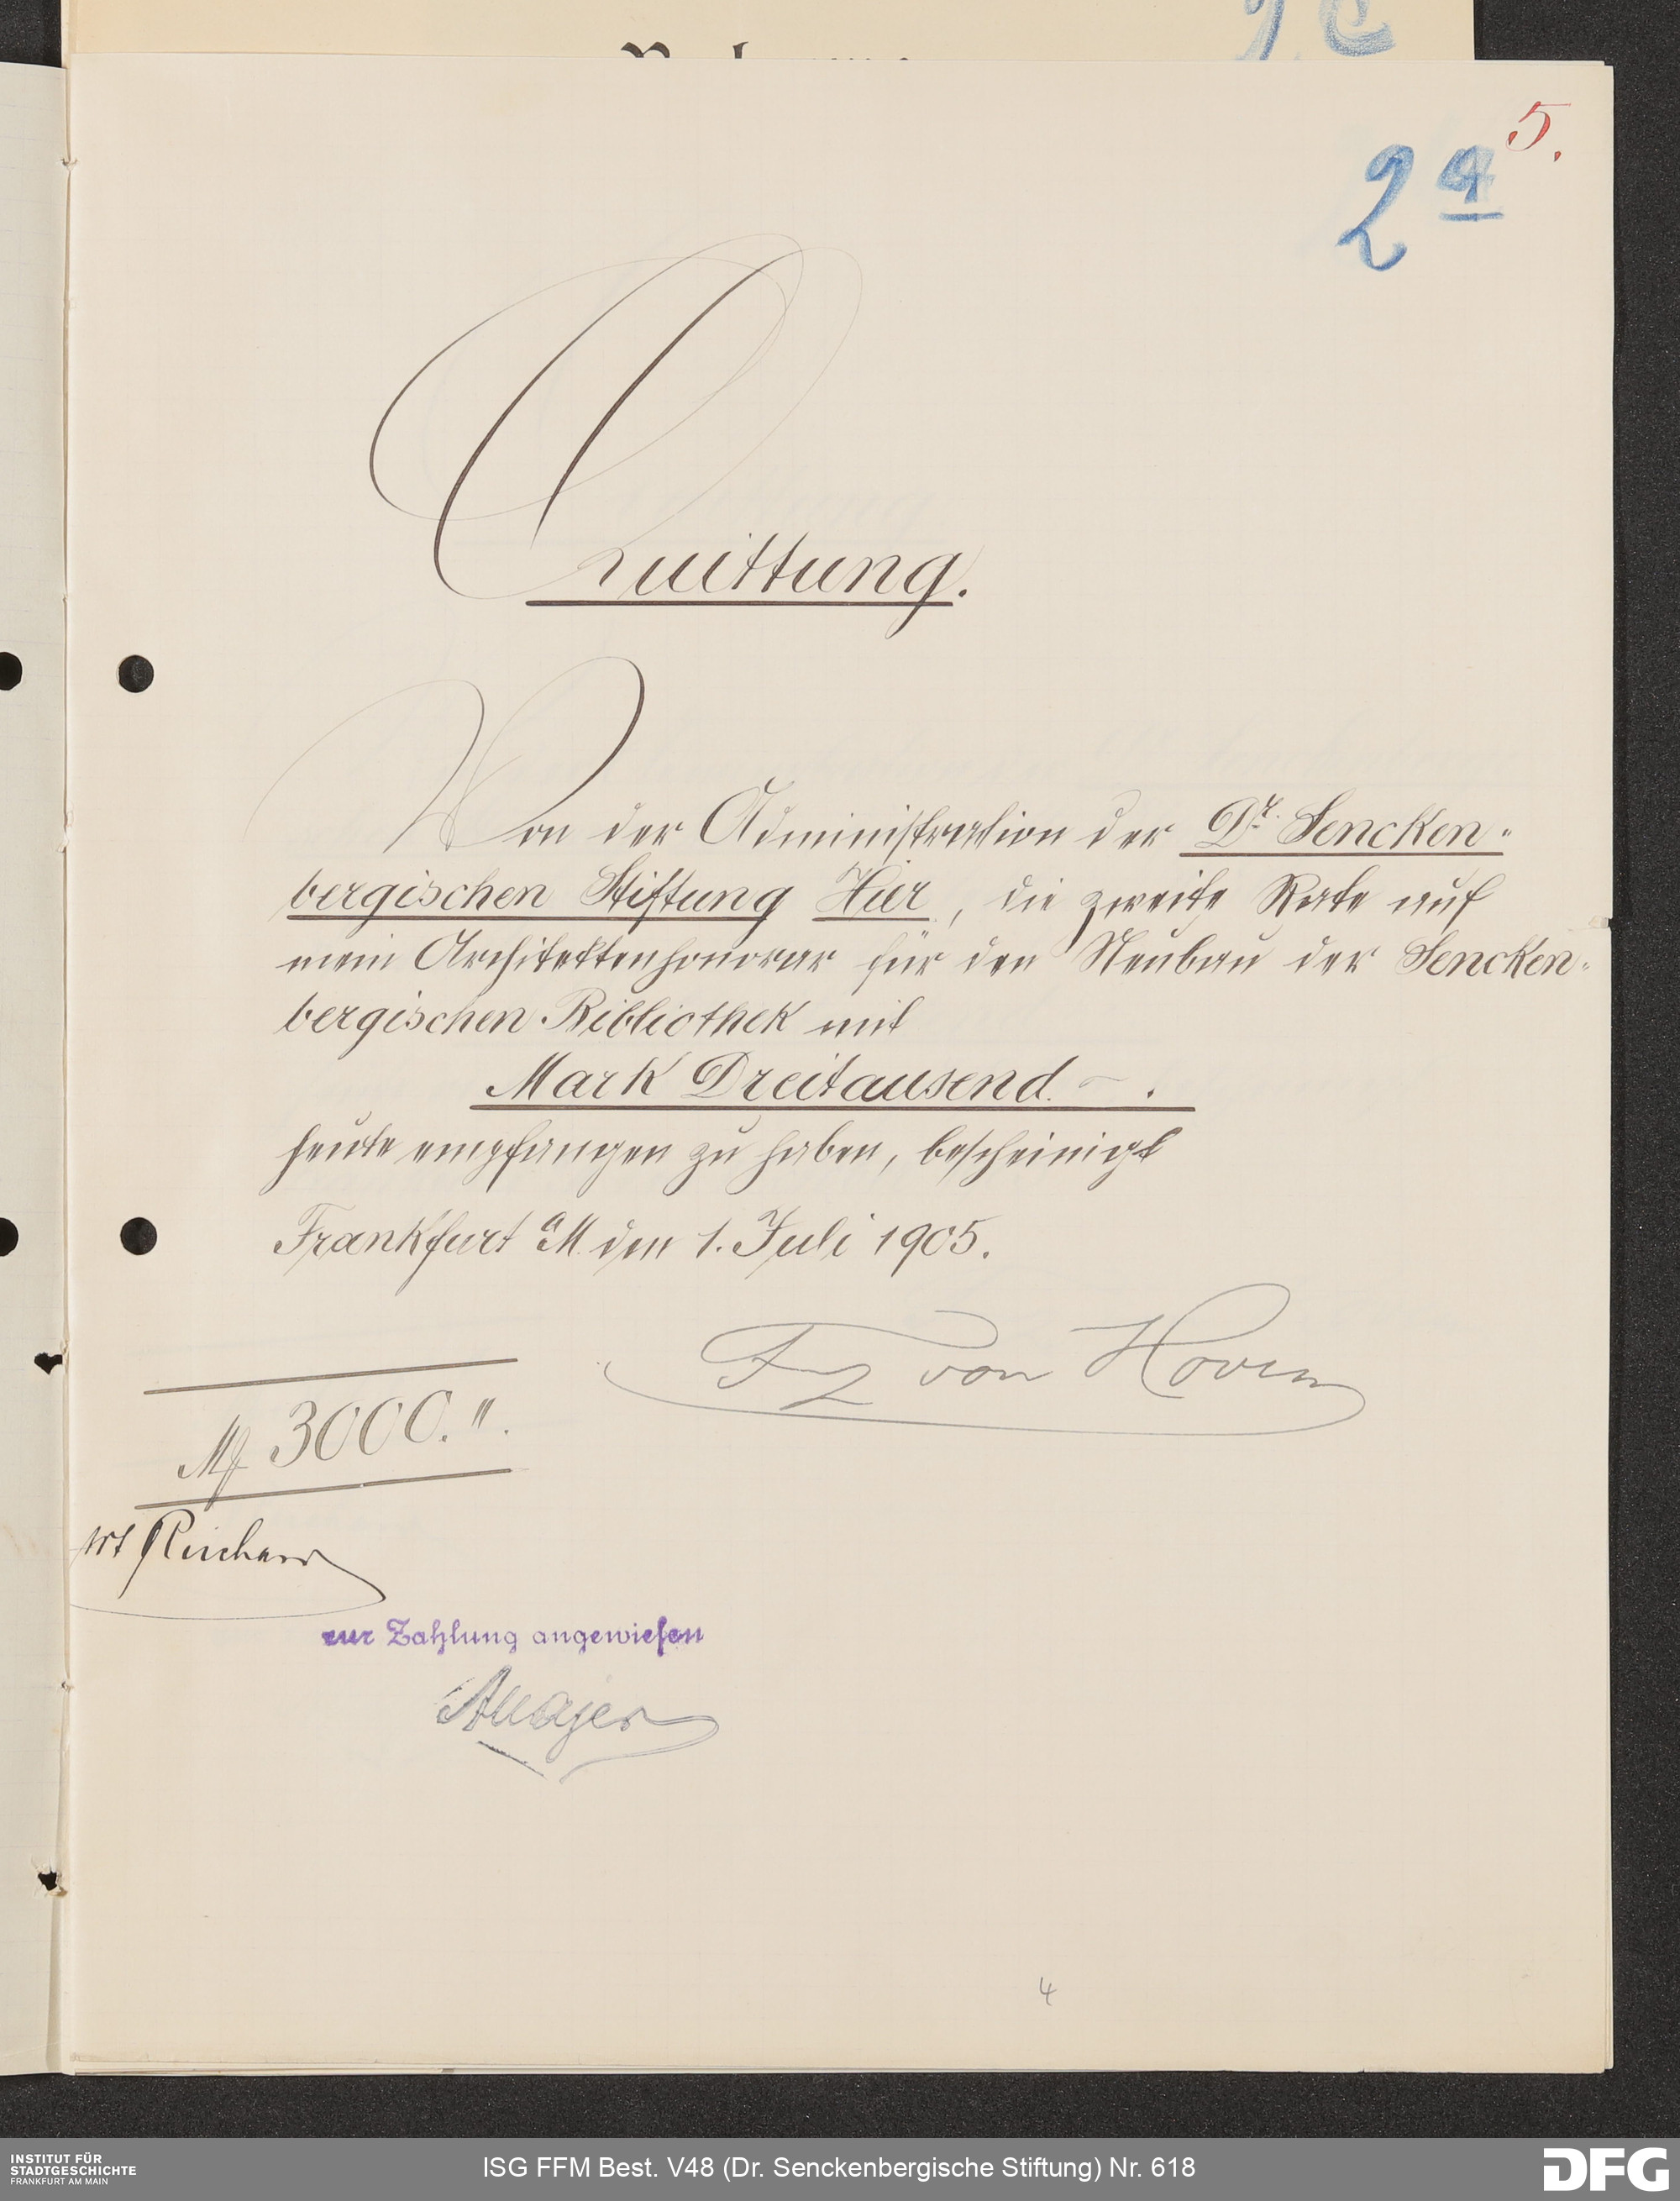 5.
2 a
Quittung.
Von der Administration der Dr. Sencken-
bergischen Stiftung Hier, die zweite Rate auf
mein Architektenhonorar für den Neubau der Sencken-
bergischen Bibliothek mit
Mark Dreitausend.
heute empfangen zu haben, bescheinigt
Frankfurt a/M. den 1. Juli 1905.
Fz von Hoven
M 3000. ".
zur Zahlung angewiesen
4
INSTITUT FÜR
STADTGESCHICHTE
FRANKFURT AM MAIN
ISG FFM Best. V48 (Dr. Senckenbergische Stiftung) Nr. 618
DFG